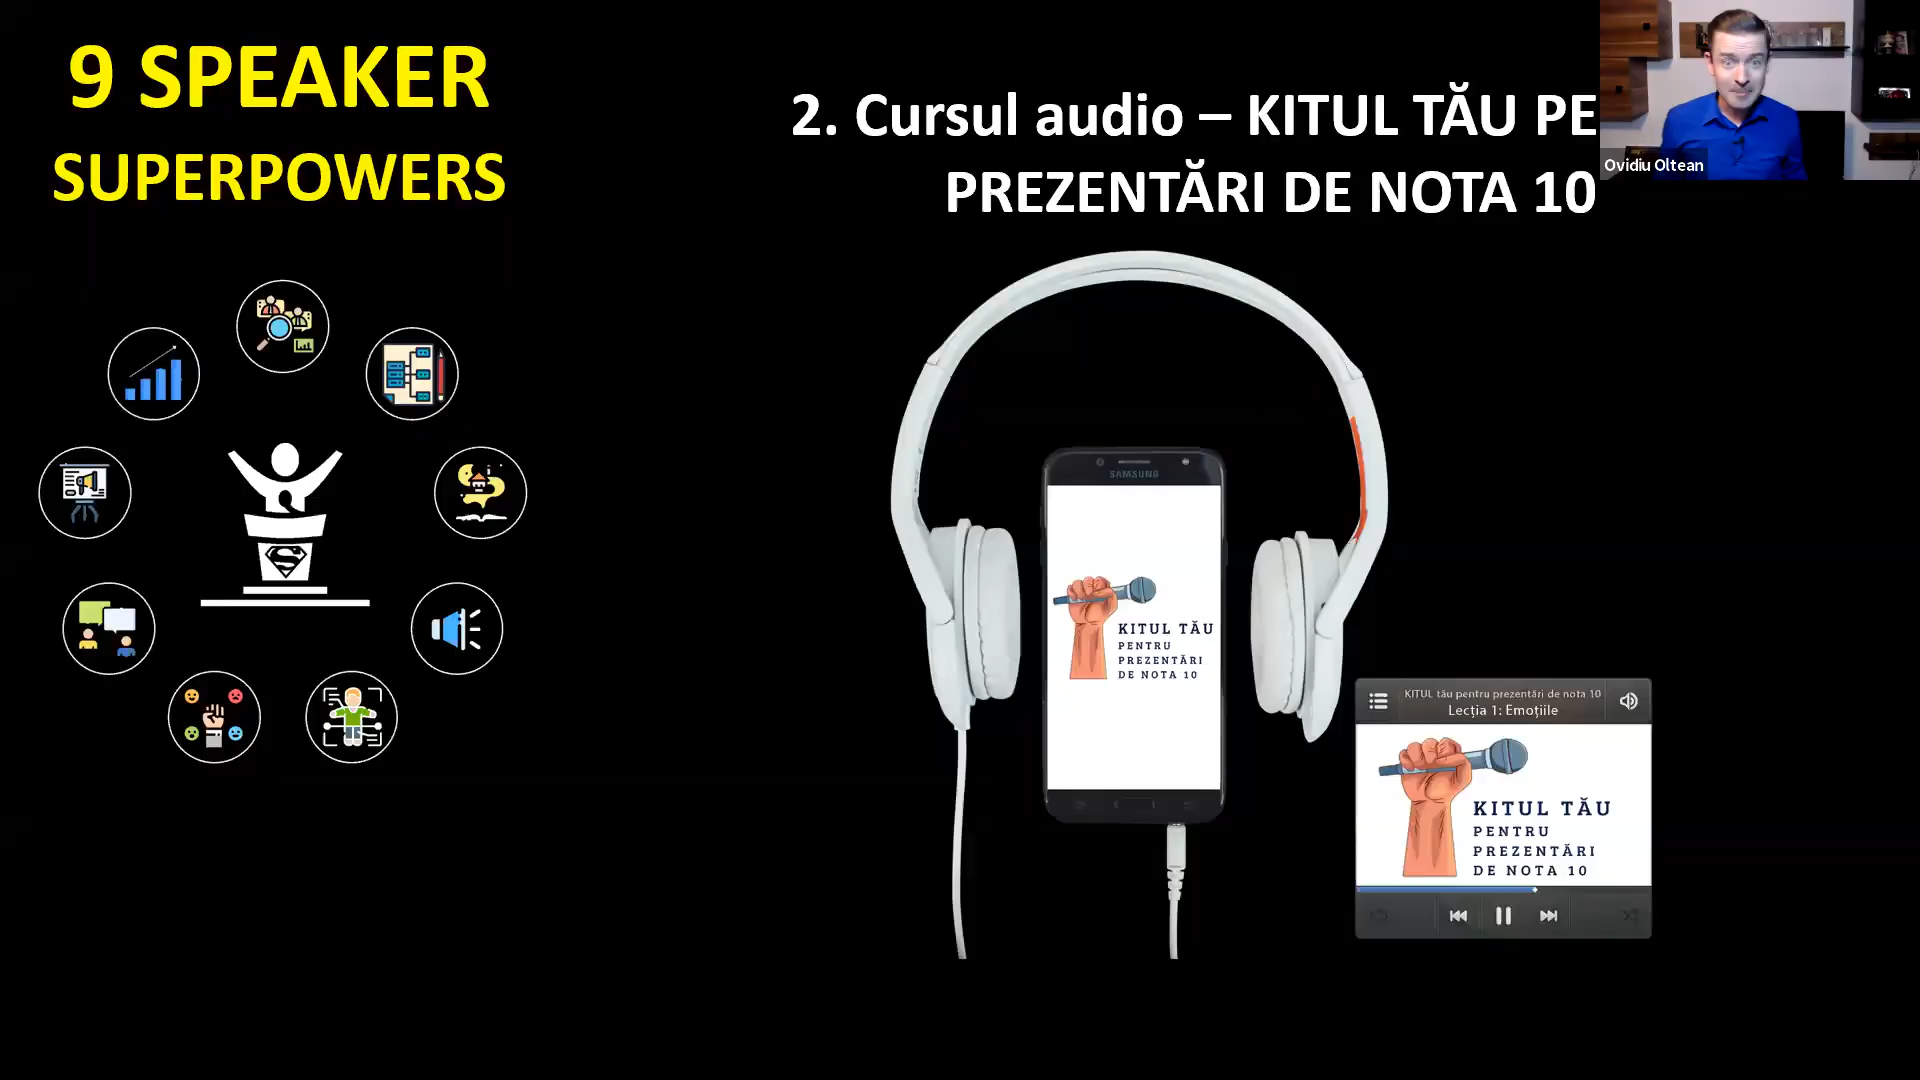 9 SPEAKER
SUPERPOWERS
2. Cursul audio – KITUL TĂU PE
PREZENTĂRI DE NOTA 10
Ovidiu Oltean
S
SAMSUNG
KITUL TĂU
PENTRU
PREZENTĂRI
DE NOTA 10
KITUL tău pentru prezentări de nota 10
Lecția 1: Emoțiile
KITUL TĂU
PENTRU
PREZENTĂRI
DE NOTA 10